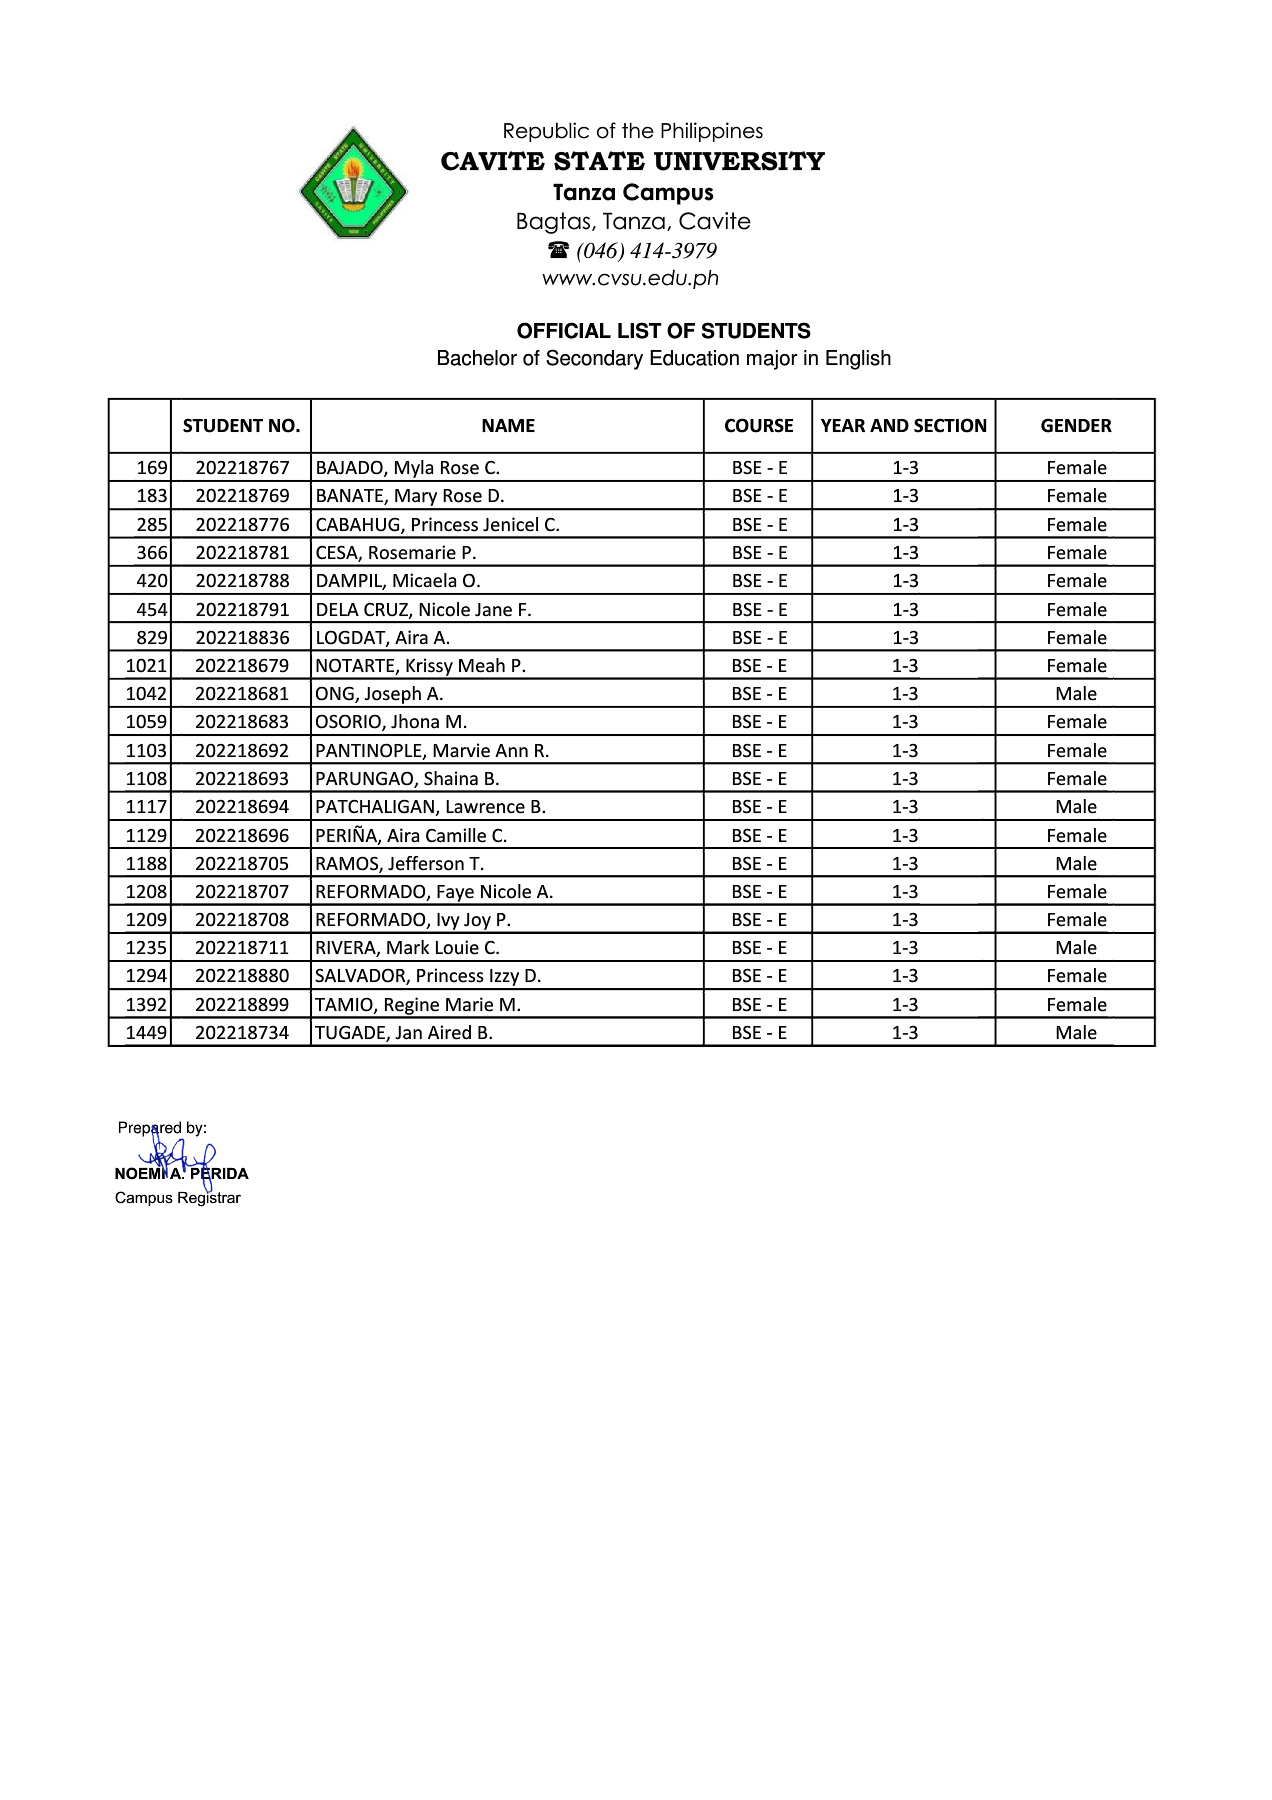 Republic of the Philippines
CAVITE STATE UNIVERSITY
Tanza Campus
Bagtas, Tanza, Cavite
☎ (046) 414-3979
www.cvsu.edu.ph
OFFICIAL LIST OF STUDENTS
Bachelor of Secondary Education major in English
STUDENT NO. NAME COURSE YEAR AND SECTION GENDER
169 202218767 BAJADO, Myla Rose C. BSE - E 1-3 Female
183 202218769 BANATE, Mary Rose D. BSE - E 1-3 Female
285 202218776 CABAHUG, Princess Jenicel C. BSE - E 1-3 Female
366 202218781 CESA, Rosemarie P. BSE - E 1-3 Female
420 202218788 DAMPIL, Micaela O. BSE - E 1-3 Female
454 202218791 DELA CRUZ, Nicole Jane F. BSE - E 1-3 Female
829 202218836 LOGDAT, Aira A. BSE - E 1-3 Female
1021 202218679 NOTARTE, Krissy Meah P. BSE - E 1-3 Female
1042 202218681 ONG, Joseph A. BSE - E 1-3 Male
1059 202218683 OSORIO, Jhona M. BSE - E 1-3 Female
1103 202218692 PANTINOPLE, Marvie Ann R. BSE - E 1-3 Female
1108 202218693 PARUNGAO, Shaina B. BSE - E 1-3 Female
1117 202218694 PATCHALIGAN, Lawrence B. BSE - E 1-3 Male
1129 202218696 PERIÑA, Aira Camille C. BSE - E 1-3 Female
1188 202218705 RAMOS, Jefferson T. BSE - E 1-3 Male
1208 202218707 REFORMADO, Faye Nicole A. BSE - E 1-3 Female
1209 202218708 REFORMADO, Ivy Joy P. BSE - E 1-3 Female
1235 202218711 RIVERA, Mark Louie C. BSE - E 1-3 Male
1294 202218880 SALVADOR, Princess Izzy D. BSE - E 1-3 Female
1392 202218899 TAMIO, Regine Marie M. BSE - E 1-3 Female
1449 202218734 TUGADE, Jan Aired B. BSE - E 1-3 Male
Prepared by:
NOEMI A. PERIDA
Campus Registrar